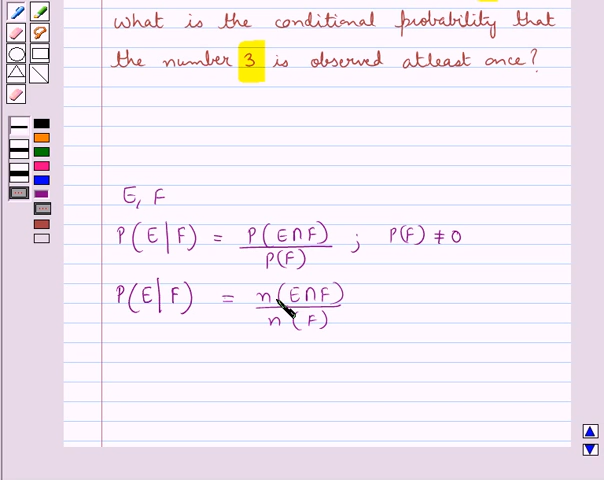 what is the conditional probability that
the number 3 is observed atleast once?
E, F
P(E|F) = P(E∩F)/P(F) ; P(F) ≠ 0
P(E|F) = n(E∩F)/n(F)